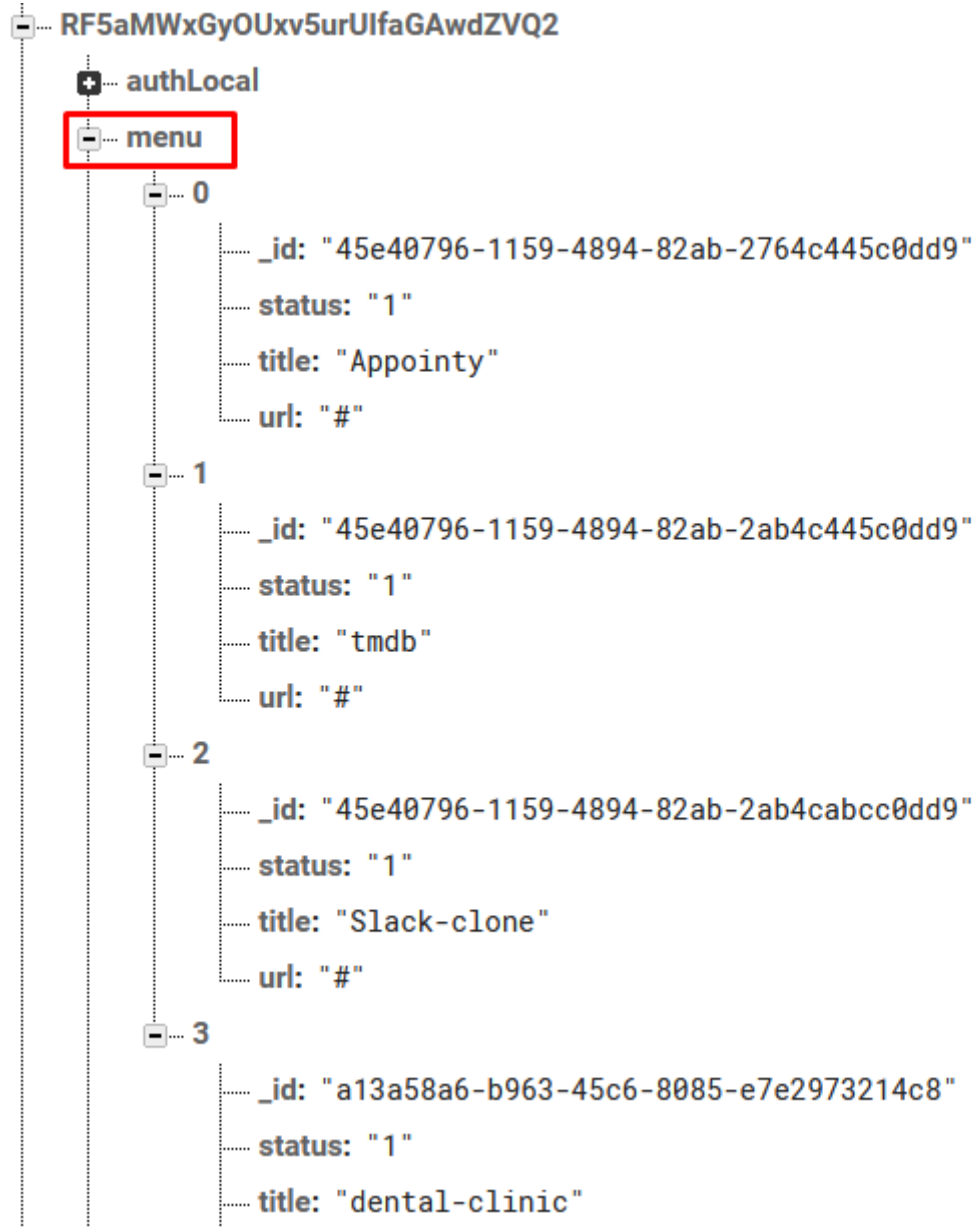 RF5aMWxGyOUxv5urUIfaGAwdZVQ2
authLocal
menu
0
_id: "45e40796-1159-4894-82ab-2764c445c0dd9"
status: "1"
title: "Appointy"
url: "#"
1
_id: "45e40796-1159-4894-82ab-2ab4c445c0dd9"
status: "1"
title: "tmdb"
url: "#"
2
_id: "45e40796-1159-4894-82ab-2ab4cabcc0dd9"
status: "1"
title: "Slack-clone"
url: "#"
3
_id: "a13a58a6-b963-45c6-8085-e7e2973214c8"
status: "1"
title: "dental-clinic"